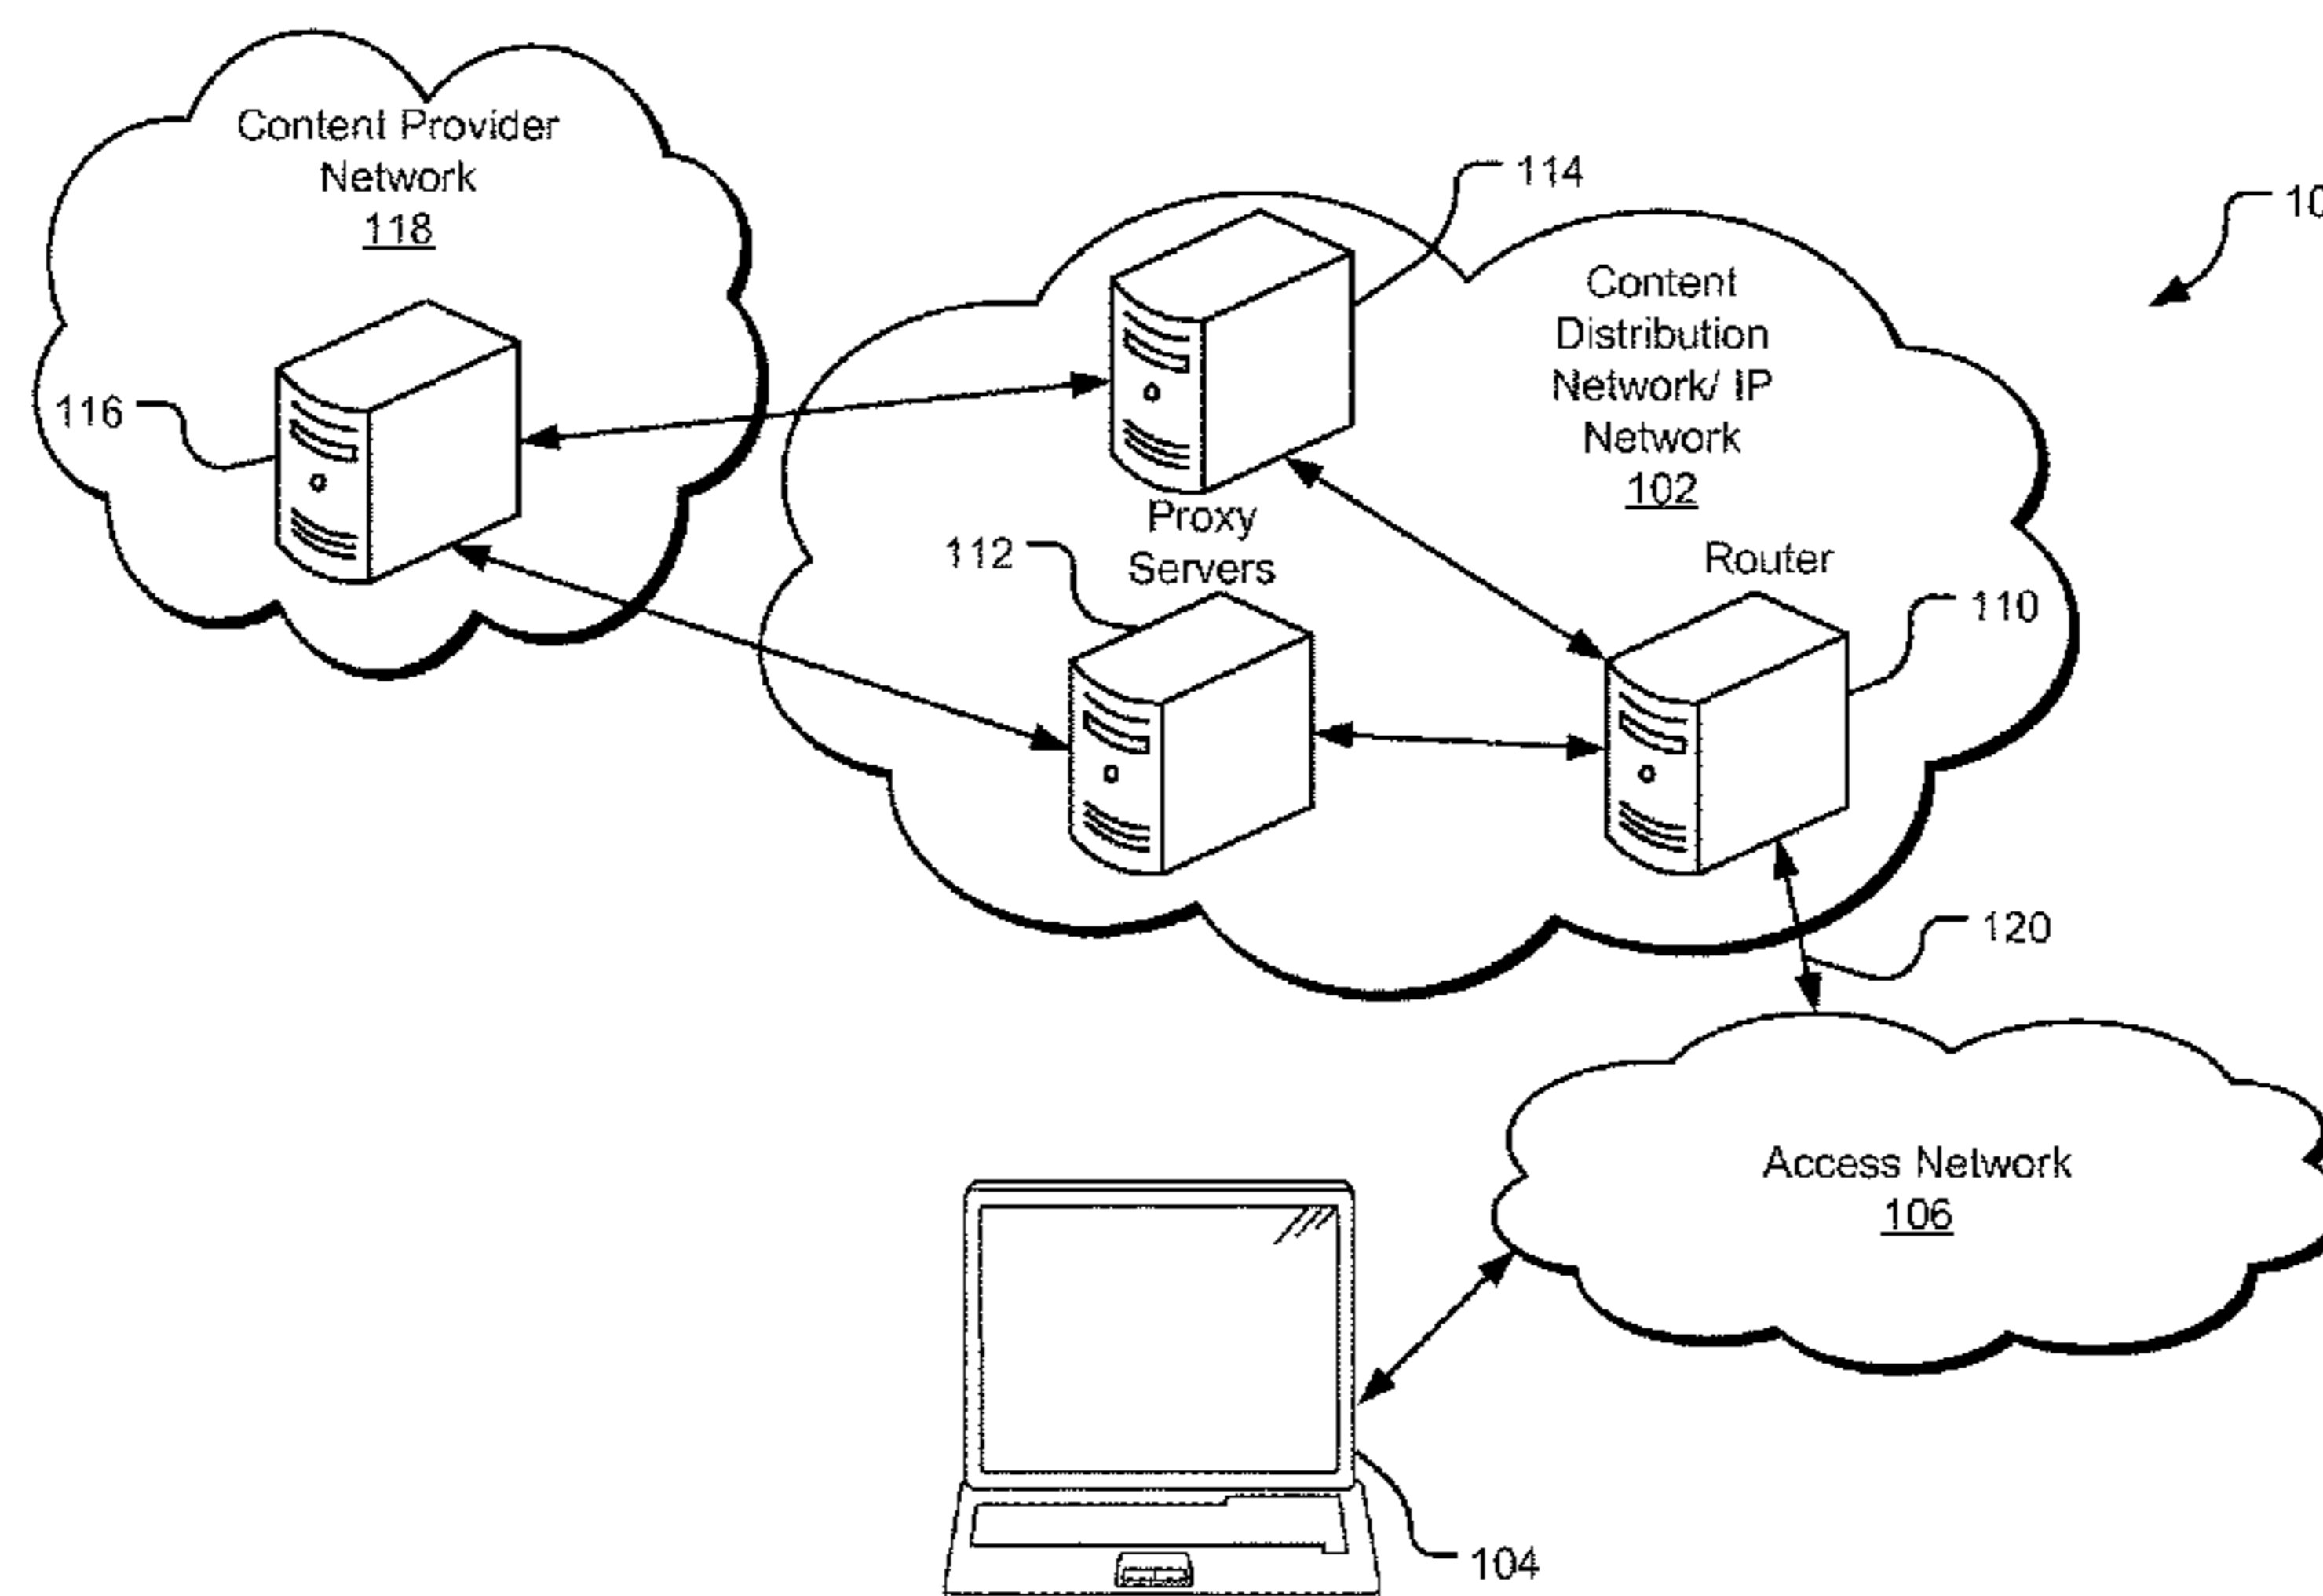 Content Provider
Network
118
114
10
Content
Distribution
Network/ IP
Network
102
116
Proxy
Servers
112
Router
110
120
Access Network
106
104